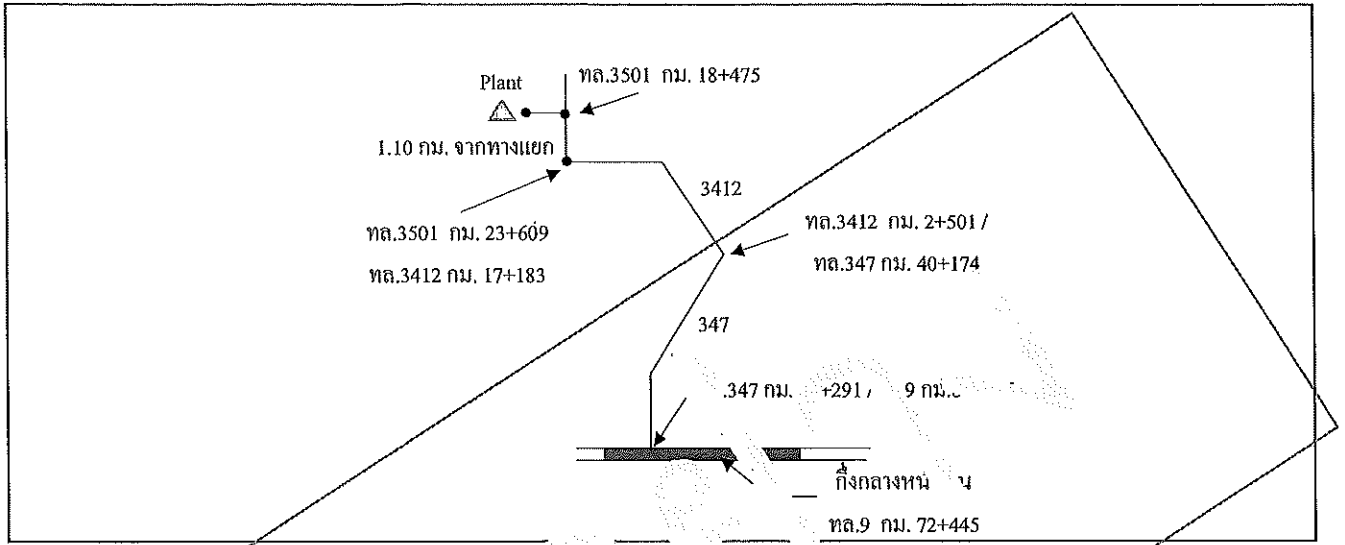 Plant
ทล.3501 กม. 18+475
1.10 กม. จากทางแยก
3412
ทล.3501 กม. 23+609
ทล.3412 กม. 17+183
ทล.3412 กม. 2+501 /
ทล.347 กม. 40+174
347
.347 กม. +291 / 9 กม.
กึ่งกลางหน
ทล.9 กม. 72+445